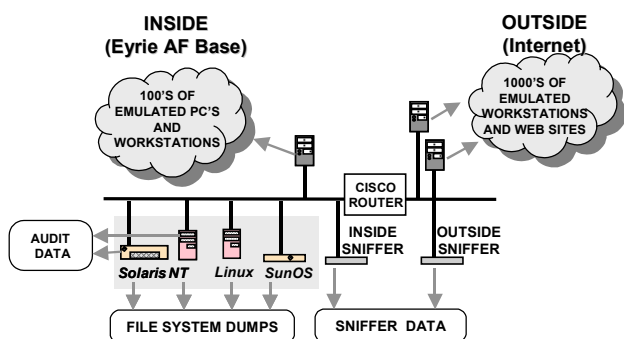 INSIDE
(Eyrie AF Base)
OUTSIDE
(Internet)
100'S OF
EMULATED PC'S
AND
WORKSTATIONS
1000'S OF
EMULATED
WORKSTATIONS
AND WEB SITES
CISCO
ROUTER
AUDIT
DATA
INSIDE
SNIFFER
OUTSIDE
SNIFFER
Solaris NT Linux SunOS
FILE SYSTEM DUMPS
SNIFFER DATA